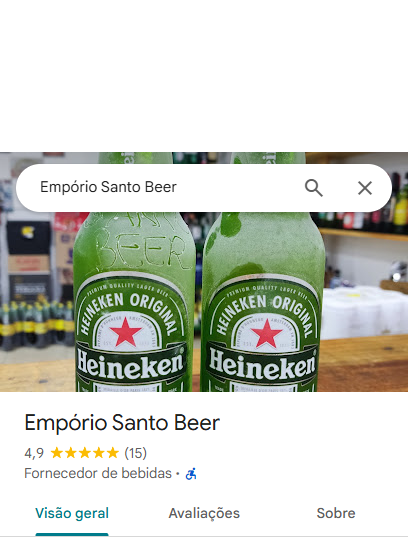 Empório Santo Beer
BEER
PREMIUM QUALITY LAGER BEER
HEINEKEN ORIGINAL
Heineken
PREMIUM QUALITY LAGER BEER
HEINEKEN ORIGINAL
Heineken
Empório Santo Beer
4,9 ★★★★★ (15)
Fornecedor de bebidas ·
Visão geral
Avaliações
Sobre